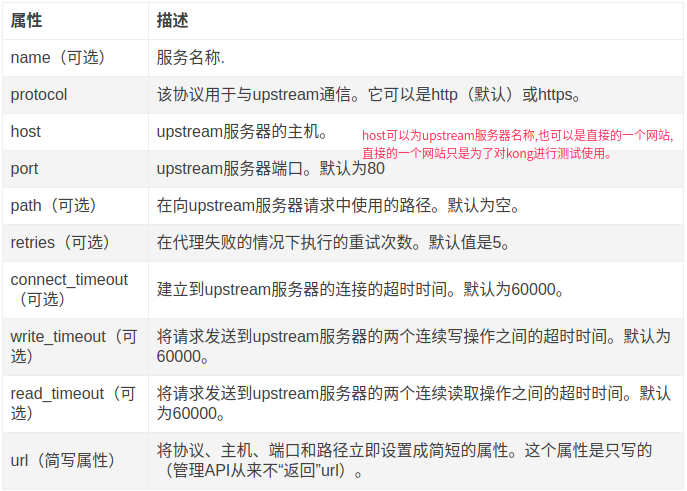 属性 描述
name（可选） 服务名称.
protocol 该协议用于与upstream通信。它可以是http（默认）或https。
host upstream服务器的主机。
host可以为upstream服务器名称,也可以是直接的一个网站,
直接的一个网站只是为了对kong进行测试使用。
port upstream服务器端口。默认为80
path（可选） 在向upstream服务器请求中使用的路径。默认为空。
retries（可选） 在代理失败的情况下执行的重试次数。默认值是5。
connect_timeout
（可选） 建立到upstream服务器的连接的超时时间。默认为60000。
write_timeout（可
选） 将请求发送到upstream服务器的两个连续写操作之间的超时时间。默认为
60000。
read_timeout（可
选） 将请求发送到upstream服务器的两个连续读取操作之间的超时时间。默认
为60000。
url（简写属性） 将协议、主机、端口和路径立即设置成简短的属性。这个属性是只写的
（管理API从来不“返回”url）。